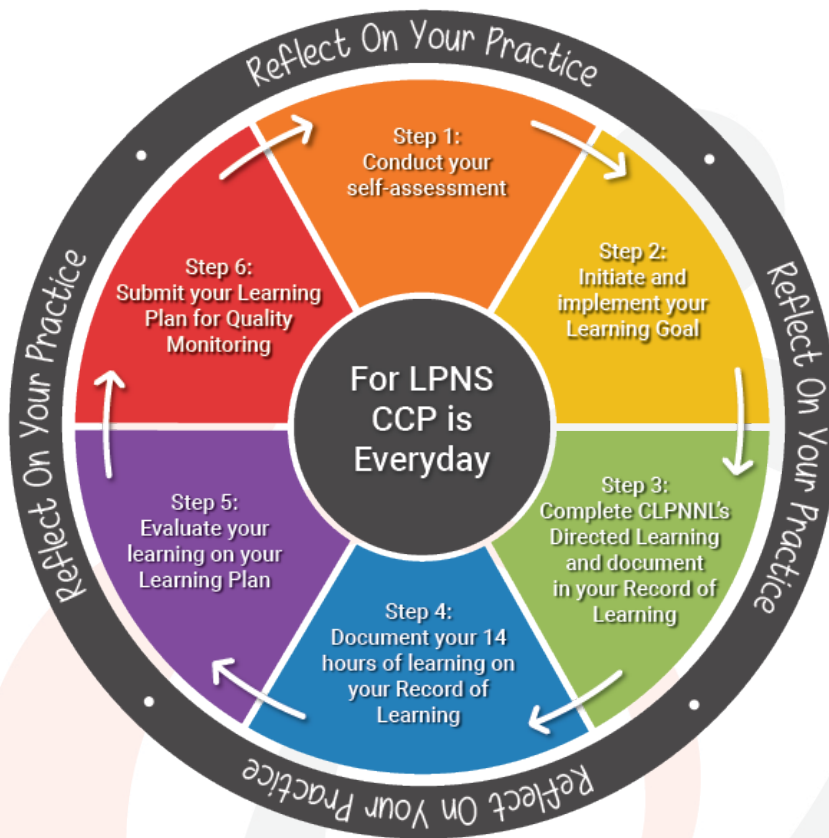 Reflect On Your Practice
Step 1:
Conduct your
self-assessment
Step 2:
Initiate and
implement your
Learning Goal
Reflect On Your Practice
Step 3:
Complete CLPNNL's
Directed Learning
and document
in your Record of
Learning
Step 4:
Document your 14
hours of learning on
your Record of
Learning
Reflect On Your Practice
Step 5:
Evaluate your
learning on your
Learning Plan
Step 6:
Submit your Learning
Plan for Quality
Monitoring
Reflect On Your Practice
For LPNS
CCP is
Everyday